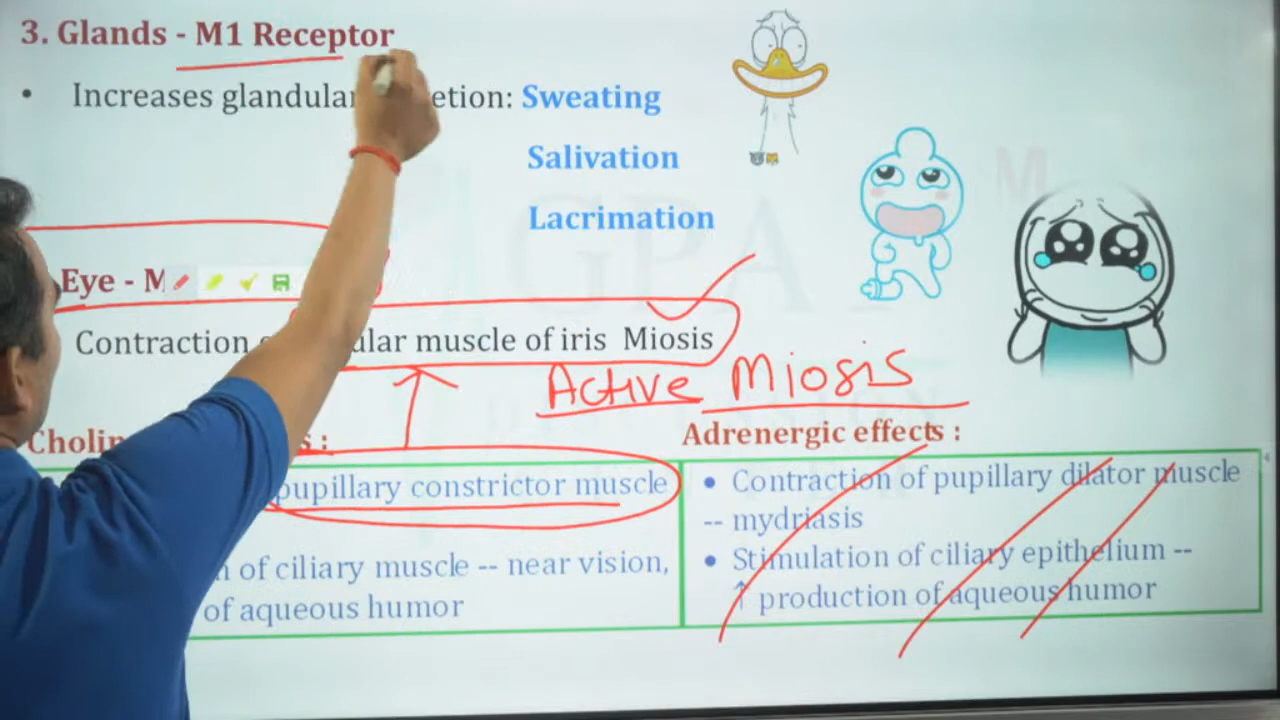 3. Glands - M1 Receptor
• Increases glandular etion: Sweating
Salivation
Lacrimation
Eye - M
Contraction ular muscle of iris Miosis
Active Miosis
Cholin s :
Adrenergic effects :
pupillary constrictor muscle
of ciliary muscle -- near vision,
of aqueous humor
• Contraction of pupillary dilator muscle
-- mydriasis
• Stimulation of ciliary epithelium --
↑ production of aqueous humor
GPA